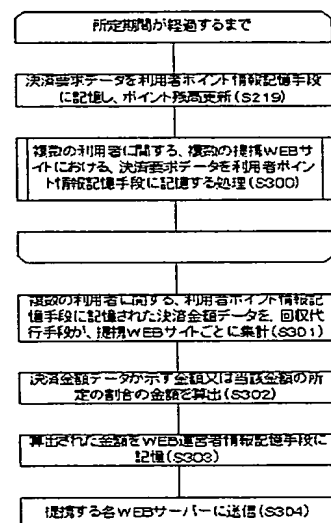 所定期間が経過するまで
決済要求データを利用者ポイント情報記憶手段
に記憶し、ポイント残高更新(S219)
複数の利用者に関する、複数の提携WEBサ
イトにおける、決済要求データを利用者ポイ
ント情報記憶手段に記憶する処理(S300)
複数の利用者に関する、利用者ポイント情報記
憶手段に記憶された決済金額データを、回収代
行手段が、提携WEBサイトごとに集計(S301)
決済金額データが示す金額又は当該金額の所
定の割合の金額を算出(S302)
算出された金額をWEB運営者情報記憶手段に
記憶(S303)
提携する各WEBサーバーに送信(S304)